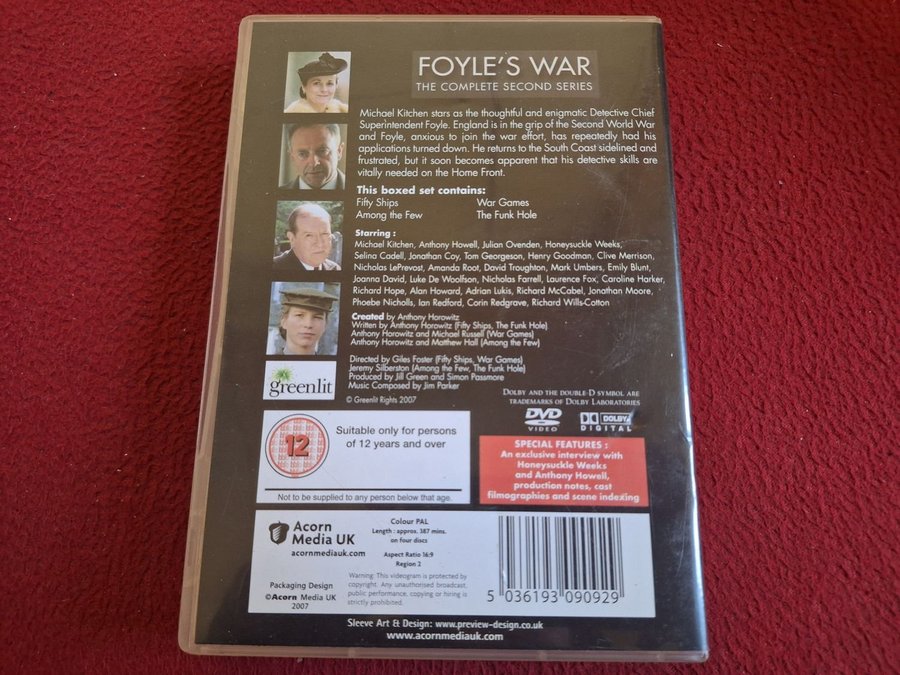 FOYLE'S WAR
THE COMPLETE SECOND SERIES
Michael Kitchen stars as the thoughtful and enigmatic Detective Chief
Superintendent Foyle. England is in the grip of the Second World War
and Foyle, anxious to join the war effort, has repeatedly had his
applications turned down. He returns to the South Coast sidelined and
frustrated, but it soon becomes apparent that his detective skills are
vitally needed on the Home Front.
This boxed set contains:
Fifty Ships War Games
Among the Few The Funk Hole
Starring :
Michael Kitchen, Anthony Howell, Julian Ovenden, Honeysuckle Weeks,
Selina Cadell, Jonathan Coy, Tom Georgeson, Henry Goodman, Clive Merrison,
Nicholas LePrevost, Amanda Root, David Troughton, Mark Umbers, Emily Blunt,
Joanna David, Luke De Woolfson, Nicholas Farrell, Laurence Fox, Caroline Harker,
Richard Hope, Alan Howard, Adrian Lukis, Richard McCabel, Jonathan Moore,
Phoebe Nicholls, Ian Redford, Corin Redgrave, Richard Wills-Cotton
Created by Anthony Horowitz
Written by Anthony Horowitz (Fifty Ships, The Funk Hole)
Anthony Horowitz and Michael Russell (War Games)
Anthony Horowitz and Matthew Hall (Among the Few)
Directed by Giles Foster (Fifty Ships, War Games)
Jeremy Silberston (Among the Few, The Funk Hole)
Produced by Jill Green and Simon Passmore
Music Composed by Jim Parker
© Greenlit Rights 2007
greenlit
DOLBY AND THE DOUBLE-D SYMBOL ARE
TRADEMARKS OF DOLBY LABORATORIES
DVD
VIDEO
DOLBY
DIGITAL
12
Suitable only for persons
of 12 years and over
Not to be supplied to any person below that age.
SPECIAL FEATURES :
An exclusive interview with
Honeysuckle Weeks
and Anthony Howell,
production notes, cast
filmographies and scene indexing
Acorn
Media UK
acornmediauk.com
Packaging Design
©Acorn Media UK
2007
Colour PAL
Length : approx. 387 mins.
on four discs
Aspect Ratio 16:9
Region 2
Warning: This videogram is protected by
copyright. Any unauthorised broadcast,
public performance, copying or hiring is
strictly prohibited.
5 036193 090929
Sleeve Art & Design: www.preview-design.co.uk
www.acornmediauk.com